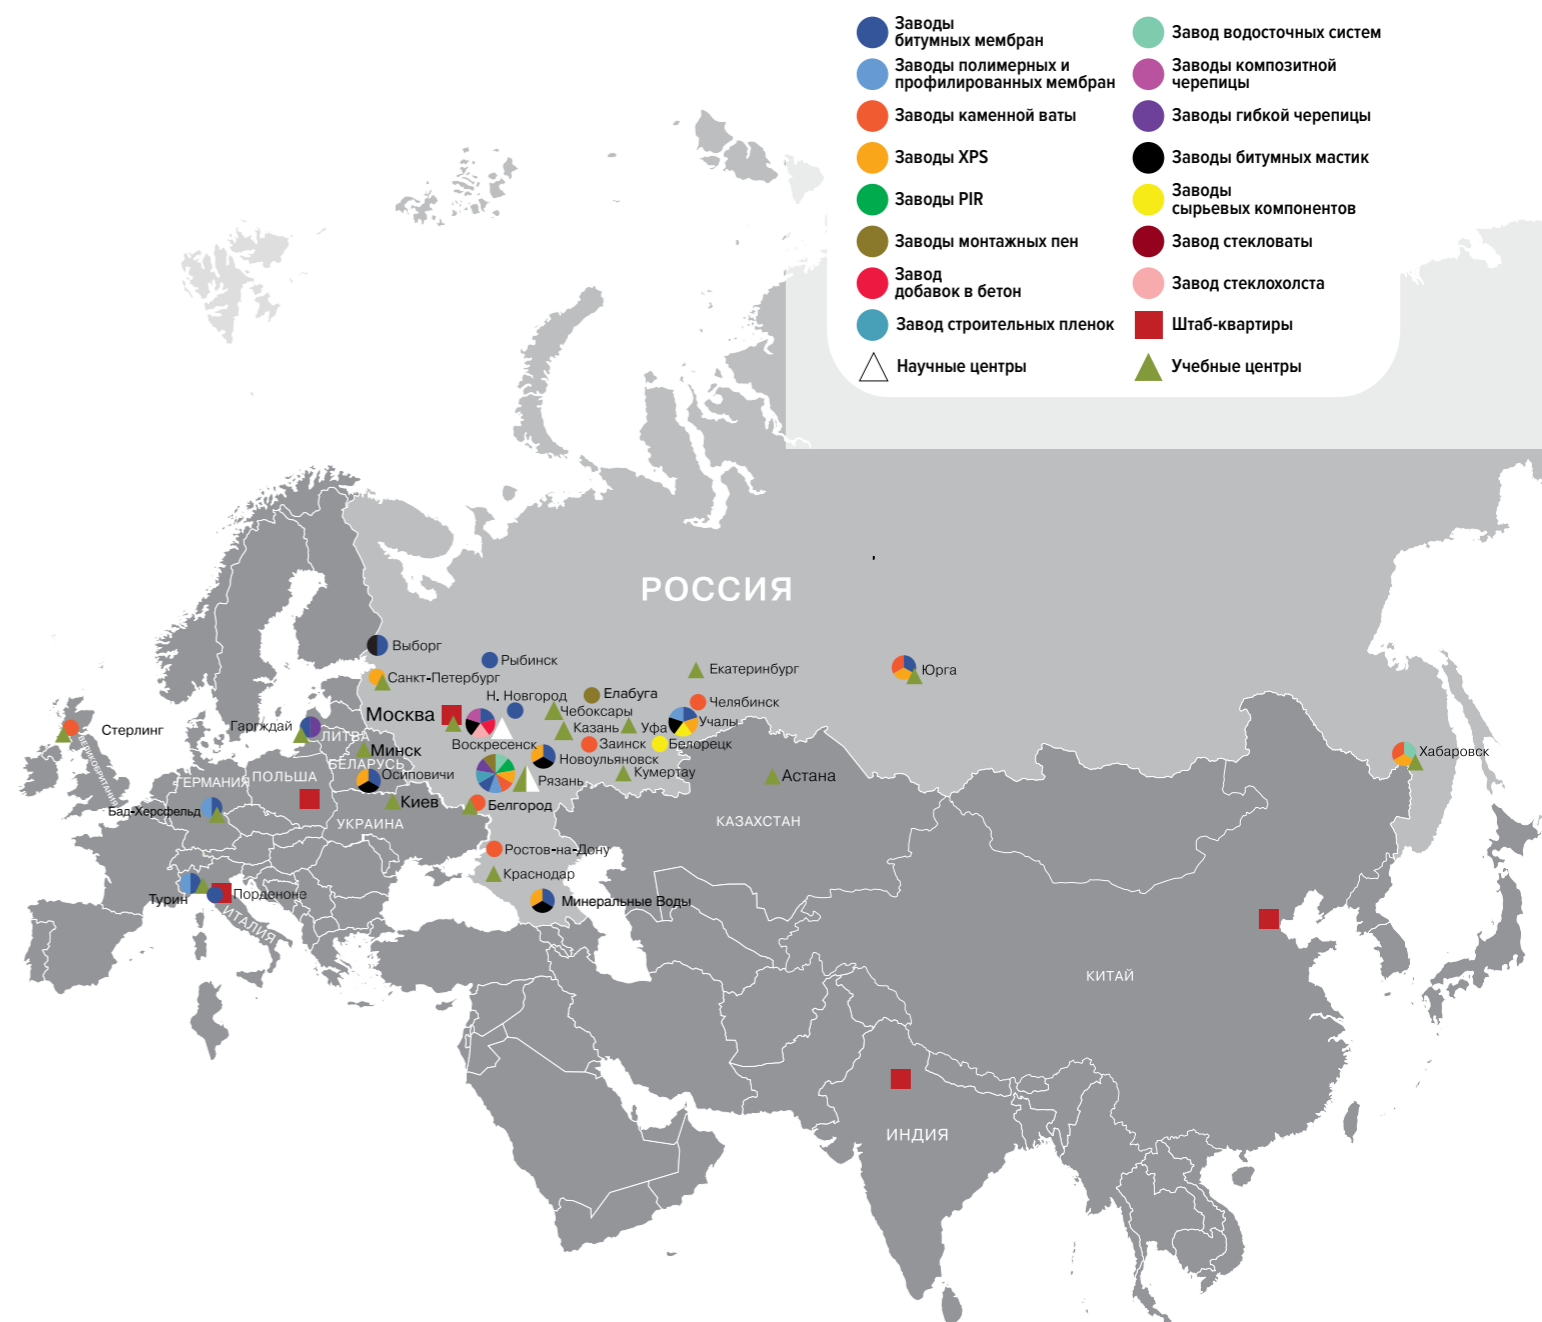 Заводы
битумных мембран
Заводы полимерных и
профилированных мембран
Заводы каменной ваты
Заводы XPS
Заводы PIR
Заводы монтажных пен
Завод
добавок в бетон
Завод строительных пленок
Научные центры
Завод водосточных систем
Заводы композитной
черепицы
Заводы гибкой черепицы
Заводы битумных мастик
Заводы
сырьевых компонентов
Завод стекловаты
Завод стеклохолста
Штаб-квартиры
Учебные центры
РОССИЯ
Выборг
Рыбинск
Санкт-Петербург
Екатеринбург
Юрга
Н. Новгород
Елабуга
Челябинск
Москва
Чебоксары
Учалы
Стерлинг
Гаргждай
ЛИТВА
Казань
Уфа
Воскресенск
Заинск
Белорецк
Минск
Хабаровск
БЕЛАРУСЬ
Новоульяновск
ВЕЛИКОБРИТАНИЯ
ГЕРМАНИЯ
ПОЛЬША
Осиповичи
Рязань
Кумертау
Астана
Бад-Херсфельд
Киев
Белгород
УКРАИНА
КАЗАХСТАН
Ростов-на-Дону
Краснодар
Турин
Порденоне
Минеральные Воды
ИТАЛИЯ
КИТАЙ
ИНДИЯ